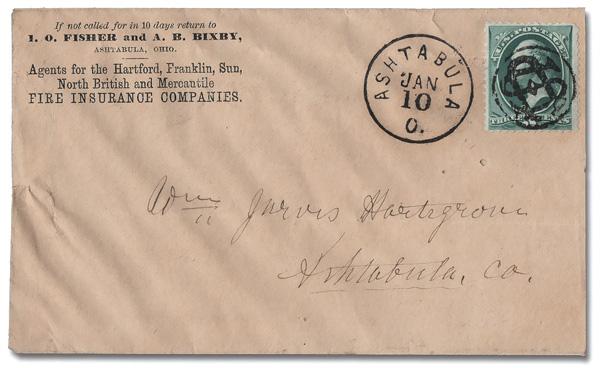 If not called for in 10 days return to
I. O. FISHER and A. B. BIXBY,
ASHTABULA, OHIO.
Agents for the Hartford, Franklin, Sun,
North British and Mercantile
FIRE INSURANCE COMPANIES.
ASHTABULA
JAN
10
O.
U.S. POSTAGE
THREE CENTS
Wm Jarvis Hartsgrove
Ashtabula, Co.